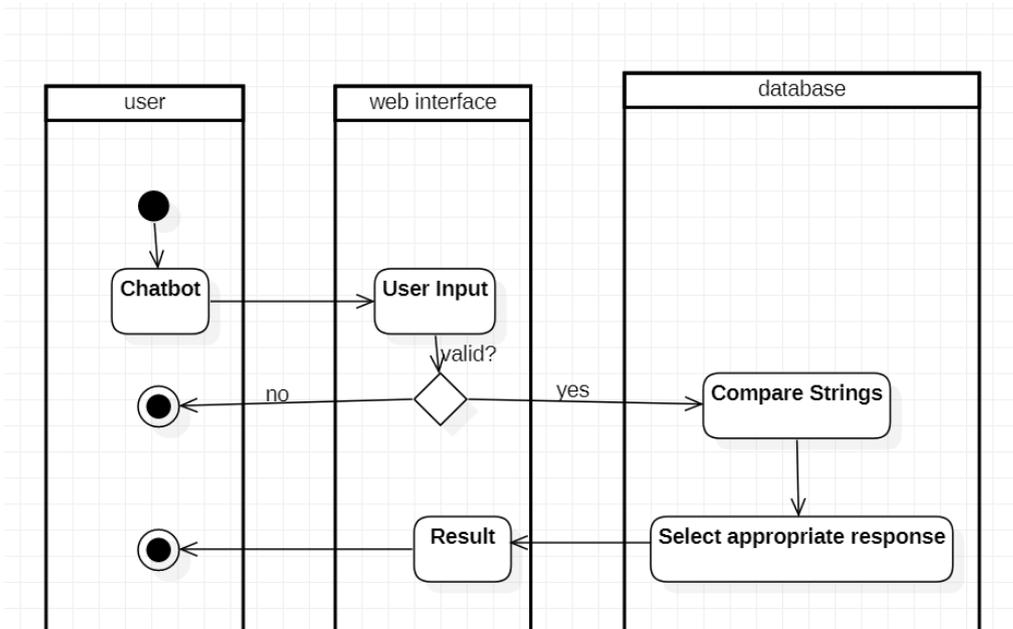 user
web interface
database
Chatbot
User Input
valid?
no
yes
Compare Strings
Result
Select appropriate response